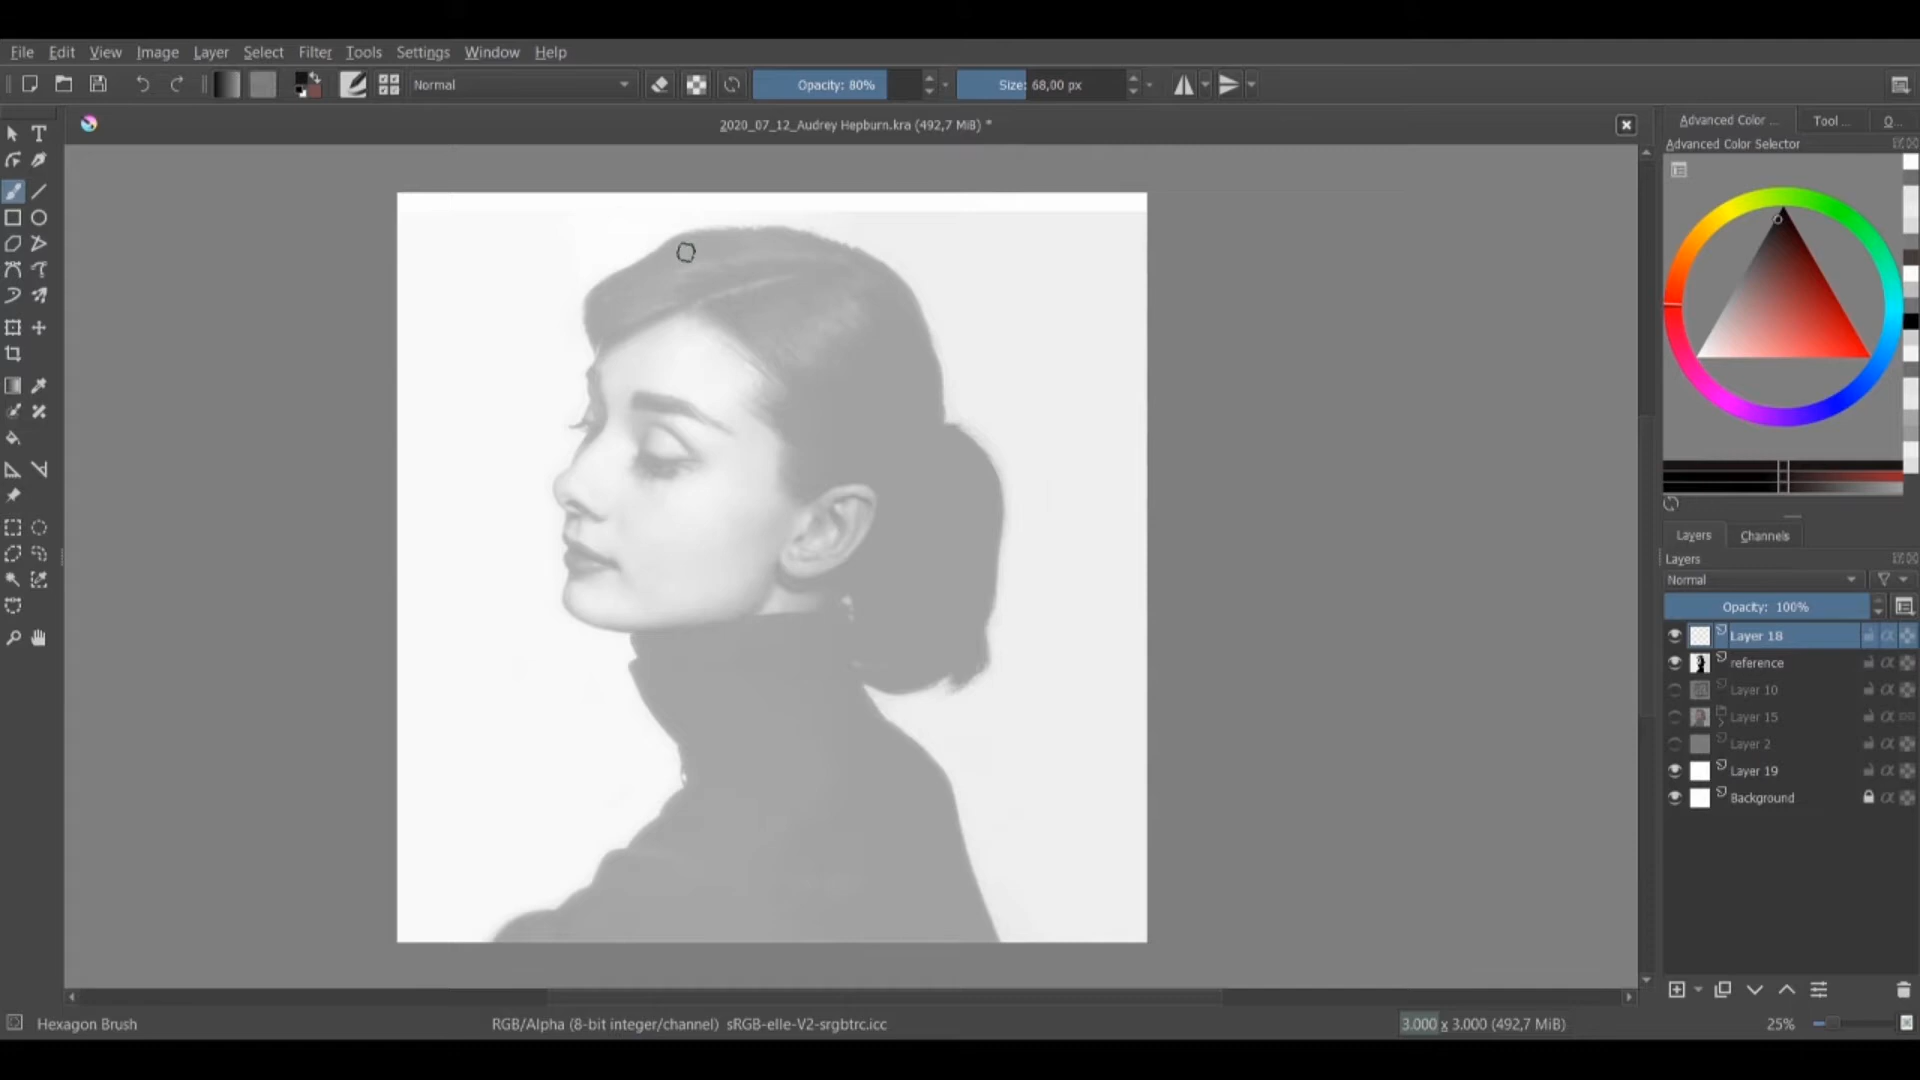 File Edit View Image Layer Select Filter Tools Settings Window Help
Normal Opacity: 80% Size: 68,00 px
2020_07_12_Audrey Hepburn.kra (492,7 MiB) *
Advanced Color ... Tool ... O...
Advanced Color Selector
Layers Channels
Layers
Normal
Opacity: 100%
Layer 18
reference
Layer 10
Layer 15
Layer 2
Layer 19
Background
Hexagon Brush RGB/Alpha (8-bit integer/channel) sRGB-elle-V2-srgbtrc.icc 3.000 x 3.000 (492,7 MiB) 25%